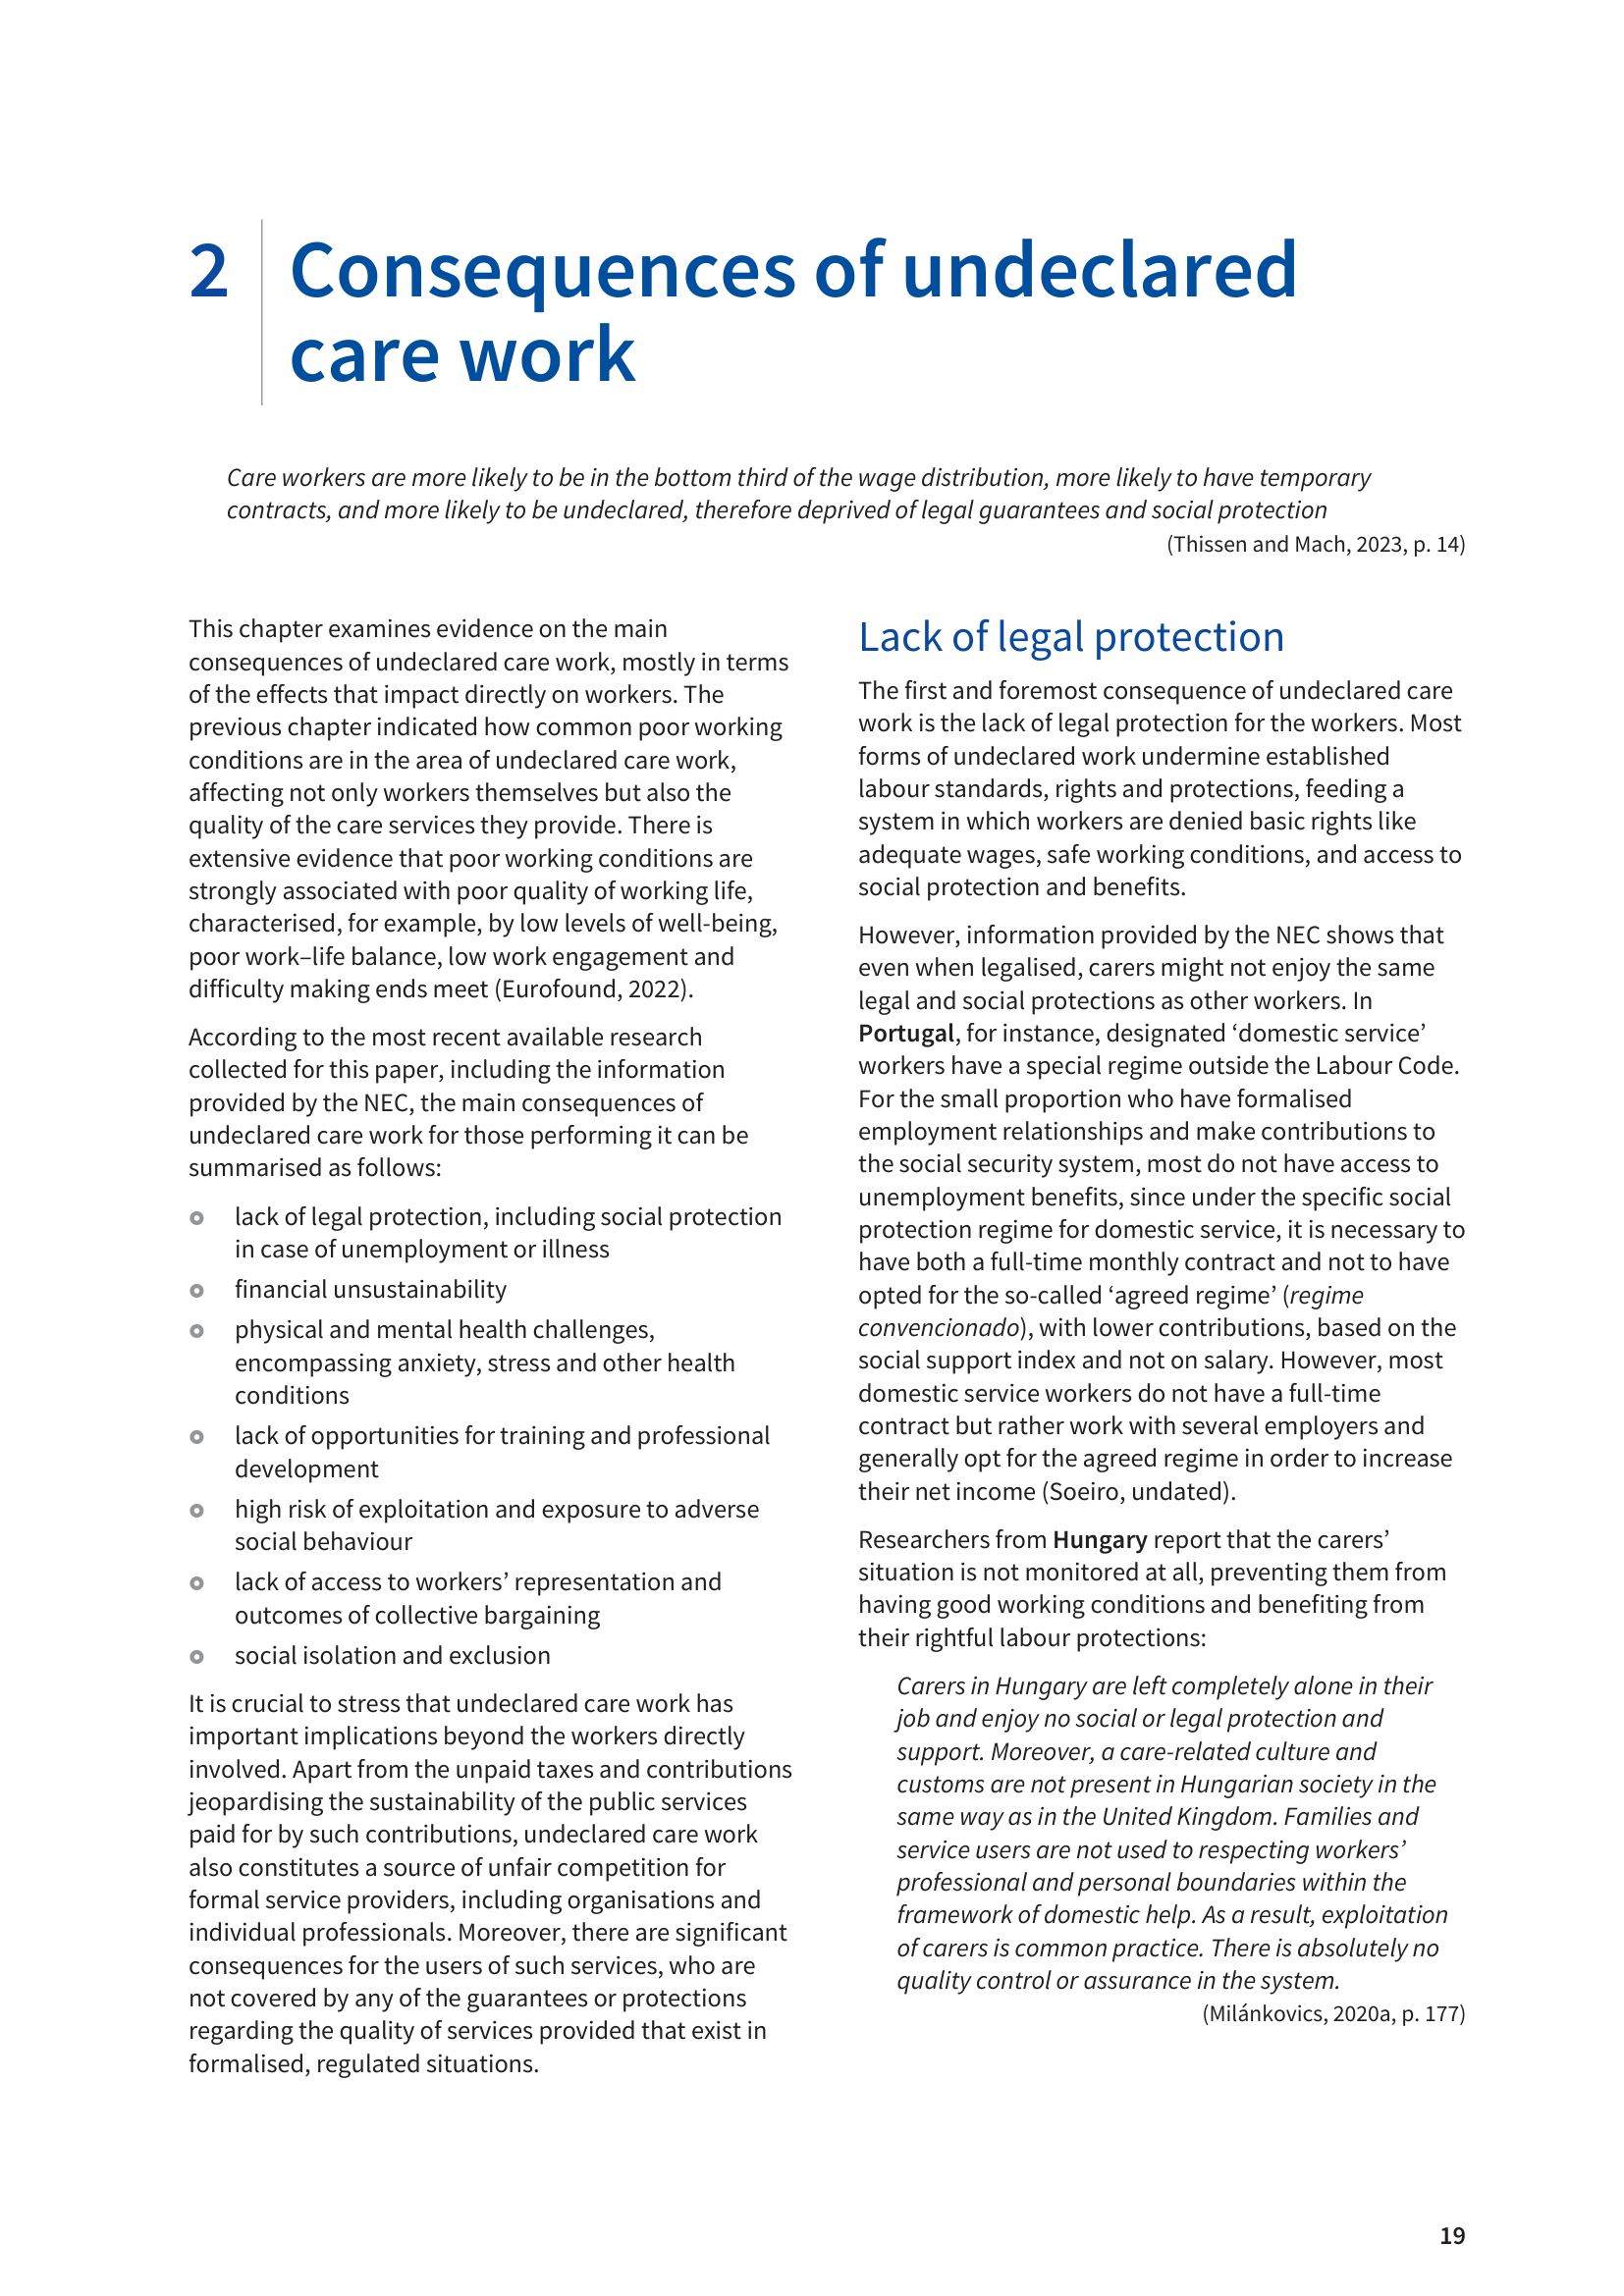 2
Consequences of undeclared
care work
Care workers are more likely to be in the bottom third of the wage distribution, more likely to have temporary
contracts, and more likely to be undeclared, therefore deprived of legal guarantees and social protection
(Thissen and Mach, 2023, p. 14)
This chapter examines evidence on the main
consequences of undeclared care work, mostly in terms
of the effects that impact directly on workers. The
previous chapter indicated how common poor working
conditions are in the area of undeclared care work,
affecting not only workers themselves but also the
quality of the care services they provide. There is
extensive evidence that poor working conditions are
strongly associated with poor quality of working life,
characterised, for example, by low levels of well-being,
poor work–life balance, low work engagement and
difficulty making ends meet (Eurofound, 2022).
According to the most recent available research
collected for this paper, including the information
provided by the NEC, the main consequences of
undeclared care work for those performing it can be
summarised as follows:
lack of legal protection, including social protection
in case of unemployment or illness
financial unsustainability
physical and mental health challenges,
encompassing anxiety, stress and other health
conditions
lack of opportunities for training and professional
development
high risk of exploitation and exposure to adverse
social behaviour
lack of access to workers’ representation and
outcomes of collective bargaining
social isolation and exclusion
It is crucial to stress that undeclared care work has
important implications beyond the workers directly
involved. Apart from the unpaid taxes and contributions
jeopardising the sustainability of the public services
paid for by such contributions, undeclared care work
also constitutes a source of unfair competition for
formal service providers, including organisations and
individual professionals. Moreover, there are significant
consequences for the users of such services, who are
not covered by any of the guarantees or protections
regarding the quality of services provided that exist in
formalised, regulated situations.
Lack of legal protection
The first and foremost consequence of undeclared care
work is the lack of legal protection for the workers. Most
forms of undeclared work undermine established
labour standards, rights and protections, feeding a
system in which workers are denied basic rights like
adequate wages, safe working conditions, and access to
social protection and benefits.
However, information provided by the NEC shows that
even when legalised, carers might not enjoy the same
legal and social protections as other workers. In
Portugal, for instance, designated ‘domestic service’
workers have a special regime outside the Labour Code.
For the small proportion who have formalised
employment relationships and make contributions to
the social security system, most do not have access to
unemployment benefits, since under the specific social
protection regime for domestic service, it is necessary to
have both a full-time monthly contract and not to have
opted for the so-called ‘agreed regime’ (regime
convencionado), with lower contributions, based on the
social support index and not on salary. However, most
domestic service workers do not have a full-time
contract but rather work with several employers and
generally opt for the agreed regime in order to increase
their net income (Soeiro, undated).
Researchers from Hungary report that the carers’
situation is not monitored at all, preventing them from
having good working conditions and benefiting from
their rightful labour protections:
Carers in Hungary are left completely alone in their
job and enjoy no social or legal protection and
support. Moreover, a care-related culture and
customs are not present in Hungarian society in the
same way as in the United Kingdom. Families and
service users are not used to respecting workers’
professional and personal boundaries within the
framework of domestic help. As a result, exploitation
of carers is common practice. There is absolutely no
quality control or assurance in the system.
(Milánkovics, 2020a, p. 177)
19